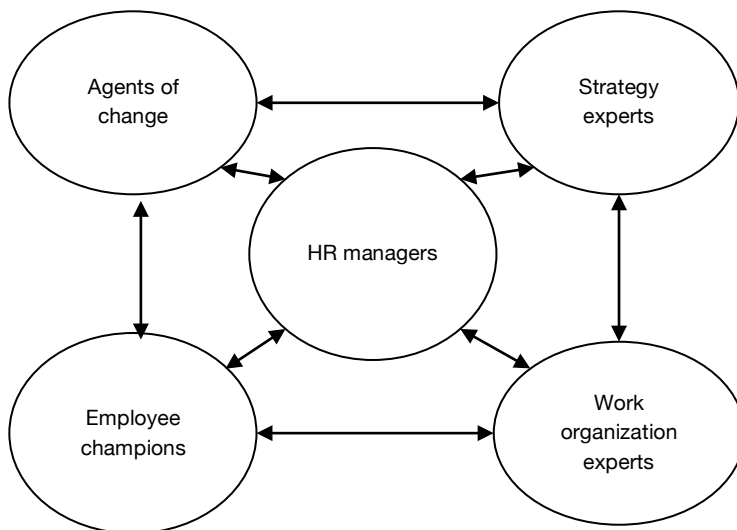 Agents of
change
Strategy
experts
HR managers
Employee
champions
Work
organization
experts